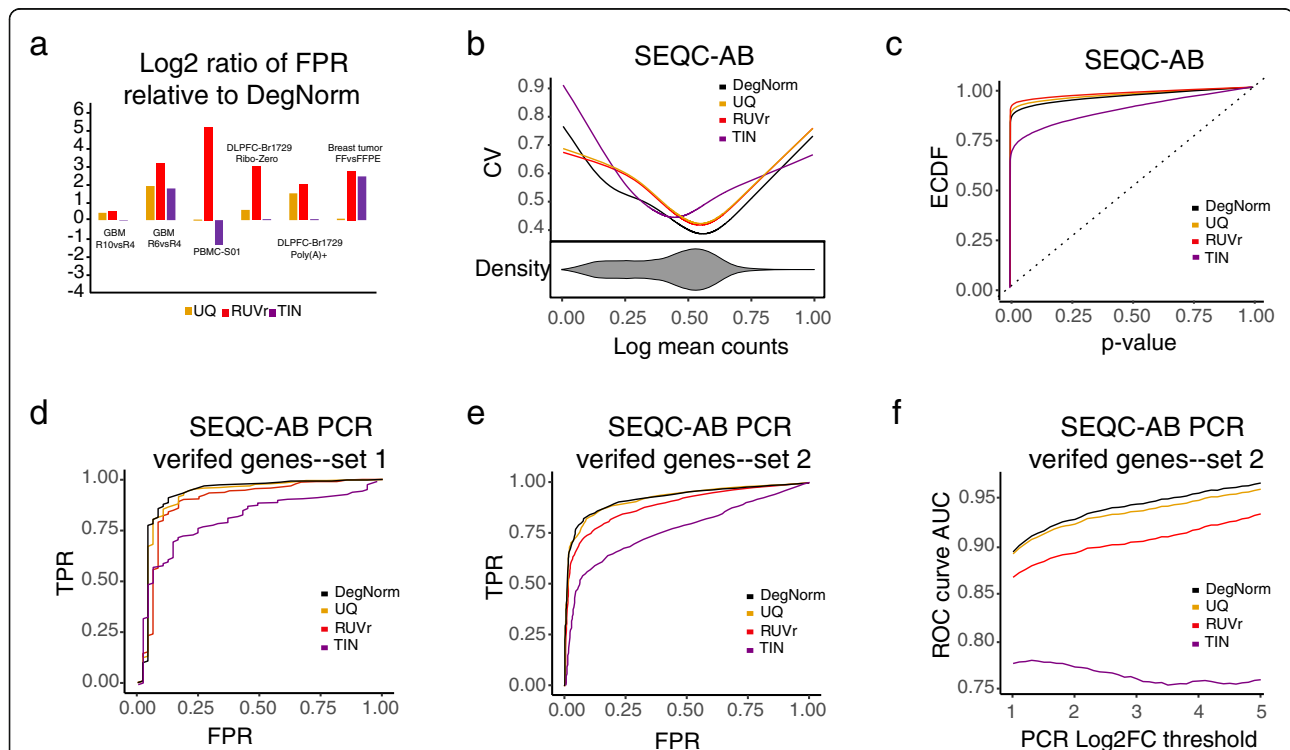 a
Log2 ratio of FPR
relative to DegNorm
6
5
4
3
2
1
0
-1
-2
-3
-4
GBM
R10vsR4
GBM
R6vsR4
PBMC-S01
DLPFC-Br1729
Ribo-Zero
DLPFC-Br1729
Poly(A)+
Breast tumor
FFvsFFPE
UQ RUVr TIN
b
SEQC-AB
CV
0.9
0.8
0.7
0.6
0.5
0.4
DegNorm
UQ
RUVr
TIN
Density
0.00 0.25 0.50 0.75 1.00
Log mean counts
c
SEQC-AB
ECDF
1.00
0.75
0.50
0.25
0.00
DegNorm
UQ
RUVr
TIN
0.00 0.25 0.50 0.75 1.00
p-value
d
SEQC-AB PCR
verifed genes--set 1
TPR
1.00
0.75
0.50
0.25
0.00
DegNorm
UQ
RUVr
TIN
0.00 0.25 0.50 0.75 1.00
FPR
e
SEQC-AB PCR
verifed genes--set 2
TPR
1.00
0.75
0.50
0.25
0.00
DegNorm
UQ
RUVr
TIN
0.00 0.25 0.50 0.75 1.00
FPR
f
SEQC-AB PCR
verifed genes--set 2
ROC curve AUC
0.95
0.90
0.85
0.80
0.75
DegNorm
UQ
RUVr
TIN
1 2 3 4 5
PCR Log2FC threshold